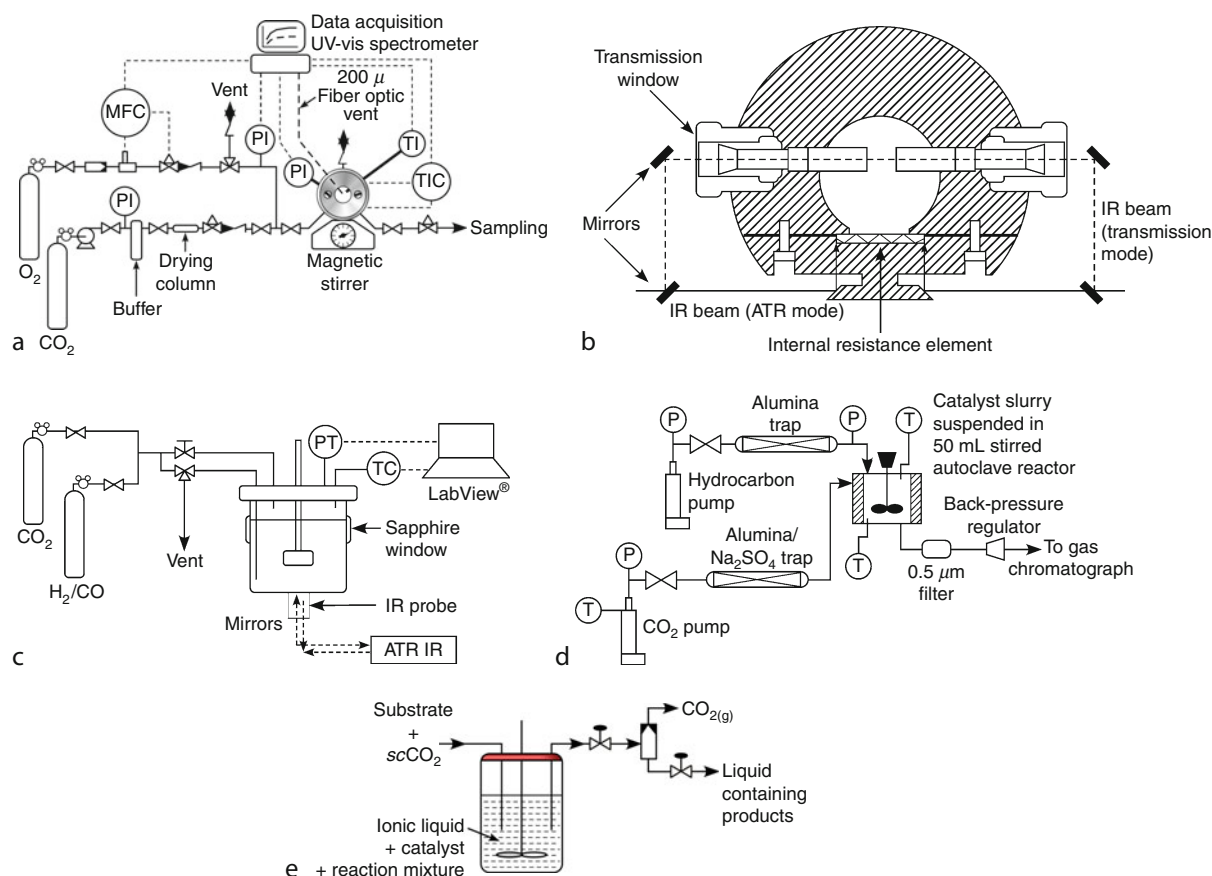 Data acquisition
UV-vis spectrometer
200 μ
Fiber optic
vent
Vent
MFC
PI
PI
TI
TIC
PI
Sampling
O2
Drying
column
Magnetic
stirrer
Buffer
CO2
a
Transmission
window
Mirrors
IR beam
(transmission
mode)
IR beam (ATR mode)
Internal resistance element
b
PT
TC
LabView®
CO2
Vent
Sapphire
window
H2/CO
IR probe
Mirrors
ATR IR
c
P
Alumina
trap
P
T
Catalyst slurry
suspended in
50 mL stirred
autoclave reactor
Hydrocarbon
pump
Back-pressure
regulator
P
Alumina/
Na2SO4 trap
T
To gas
chromatograph
0.5 μm
filter
T
CO2 pump
d
Substrate
+
scCO2
CO2(g)
Liquid
containing
products
Ionic liquid
+ catalyst
+ reaction mixture
e